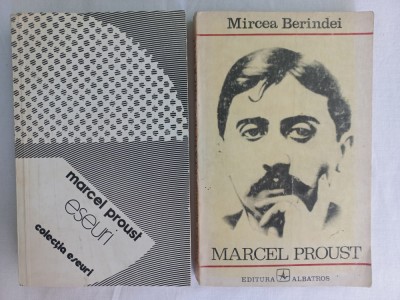 marcel proust
eseuri
colecția eseuri
Mircea Berindei
MARCEL PROUST
EDITURA ALBATROS